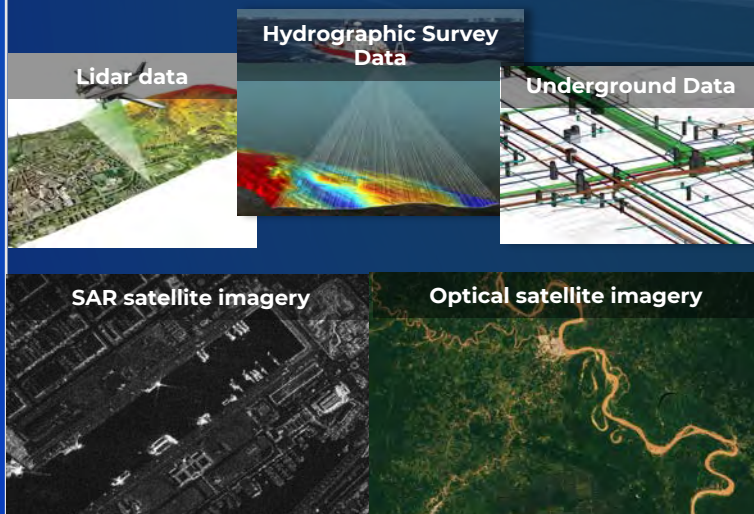 Lidar data
Hydrographic Survey
Data
Underground Data
SAR satellite imagery
Optical satellite imagery